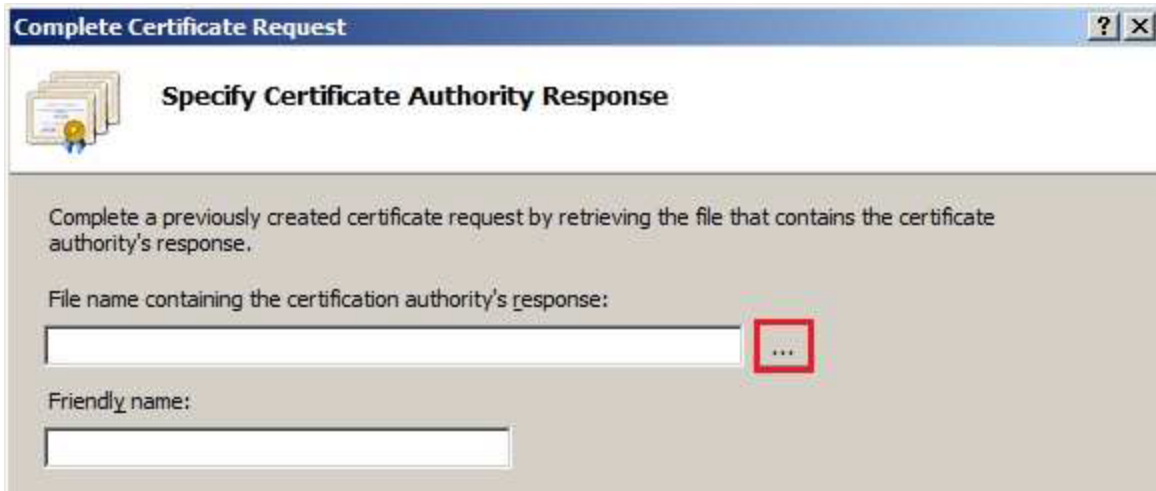 Complete Certificate Request
Specify Certificate Authority Response
Complete a previously created certificate request by retrieving the file that contains the certificate
authority's response.
File name containing the certification authority's response:
...
Friendly name: